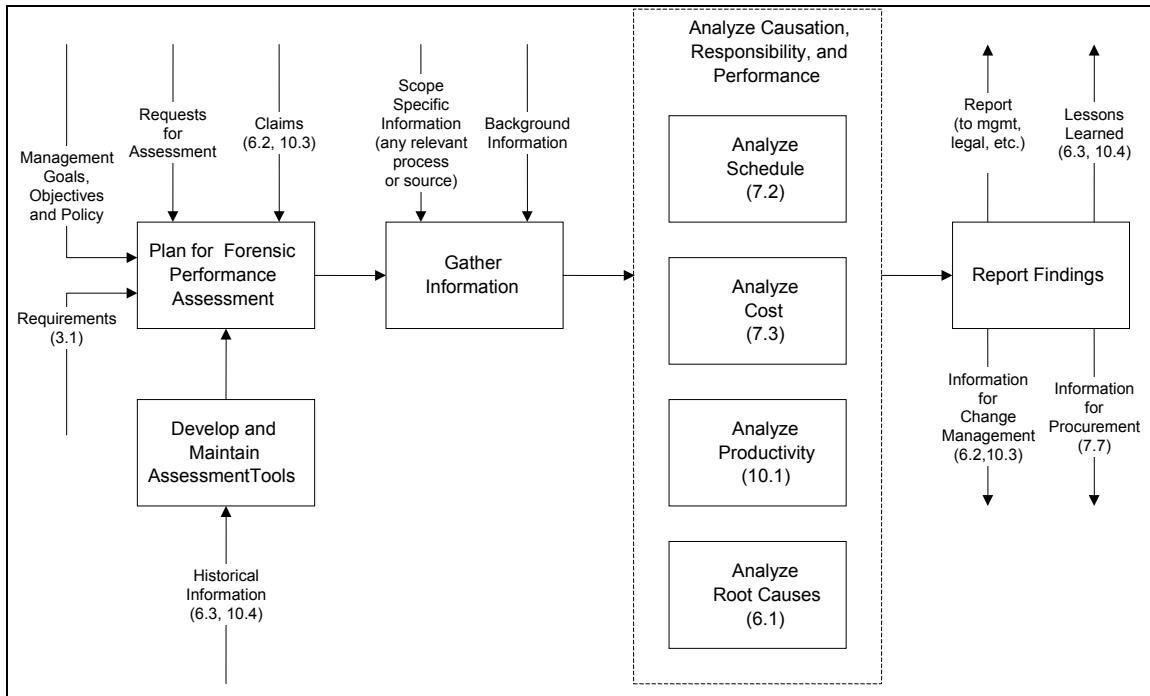 Management
Goals,
Objectives
and Policy
Requests
for
Assessment
Claims
(6.2, 10.3)
Requirements
(3.1)
Plan for Forensic
Performance
Assessment
Develop and
Maintain
AssessmentTools
Historical
Information
(6.3, 10.4)
Scope
Specific
Information
(any relevant
process
or source)
Background
Information
Gather
Information
Analyze Causation,
Responsibility, and
Performance
Analyze
Schedule
(7.2)
Analyze
Cost
(7.3)
Analyze
Productivity
(10.1)
Analyze
Root Causes
(6.1)
Report
(to mgmt,
legal, etc.)
Lessons
Learned
(6.3, 10.4)
Report Findings
Information
for
Change
Management
(6.2,10.3)
Information
for
Procurement
(7.7)